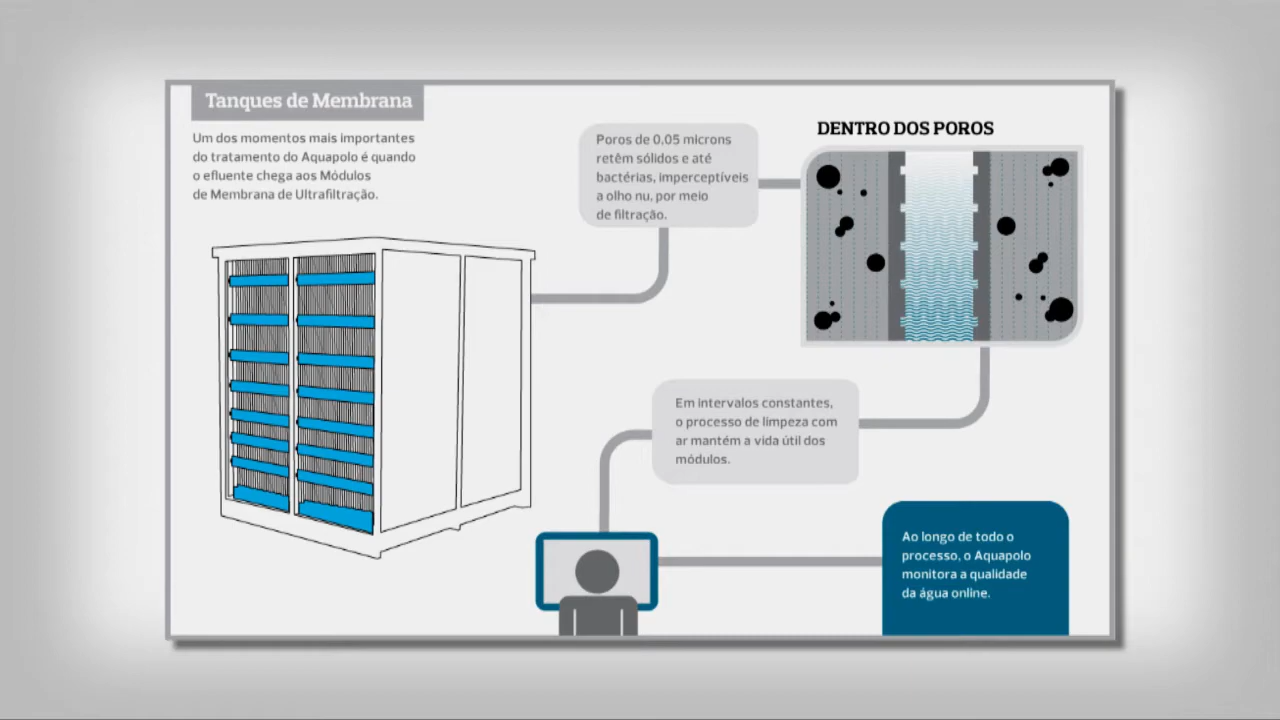 Tanques de Membrana
Um dos momentos mais importantes
do tratamento do Aquapolo é quando
o efluente chega aos Módulos
de Membrana de Ultrafiltração.
Poros de 0.05 microns
retêm sólidos e até
bactérias, imperceptíveis
a olho nu, por meio
de filtração.
DENTRO DOS POROS
Em intervalos constantes,
o processo de limpeza com
ar mantém a vida útil dos
módulos.
Ao longo de todo o
processo, o Aquapolo
monitora a qualidade
da água online.